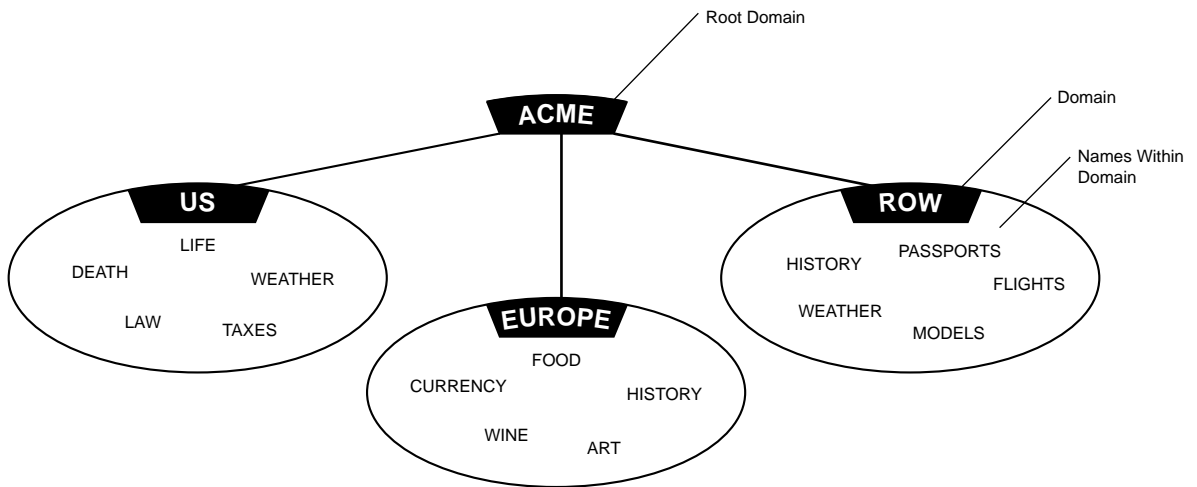 Root Domain
ACME
Domain
Names Within
Domain
US
LIFE
DEATH
WEATHER
LAW
TAXES
ROW
PASSPORTS
HISTORY
FLIGHTS
WEATHER
MODELS
EUROPE
FOOD
CURRENCY
HISTORY
WINE
ART